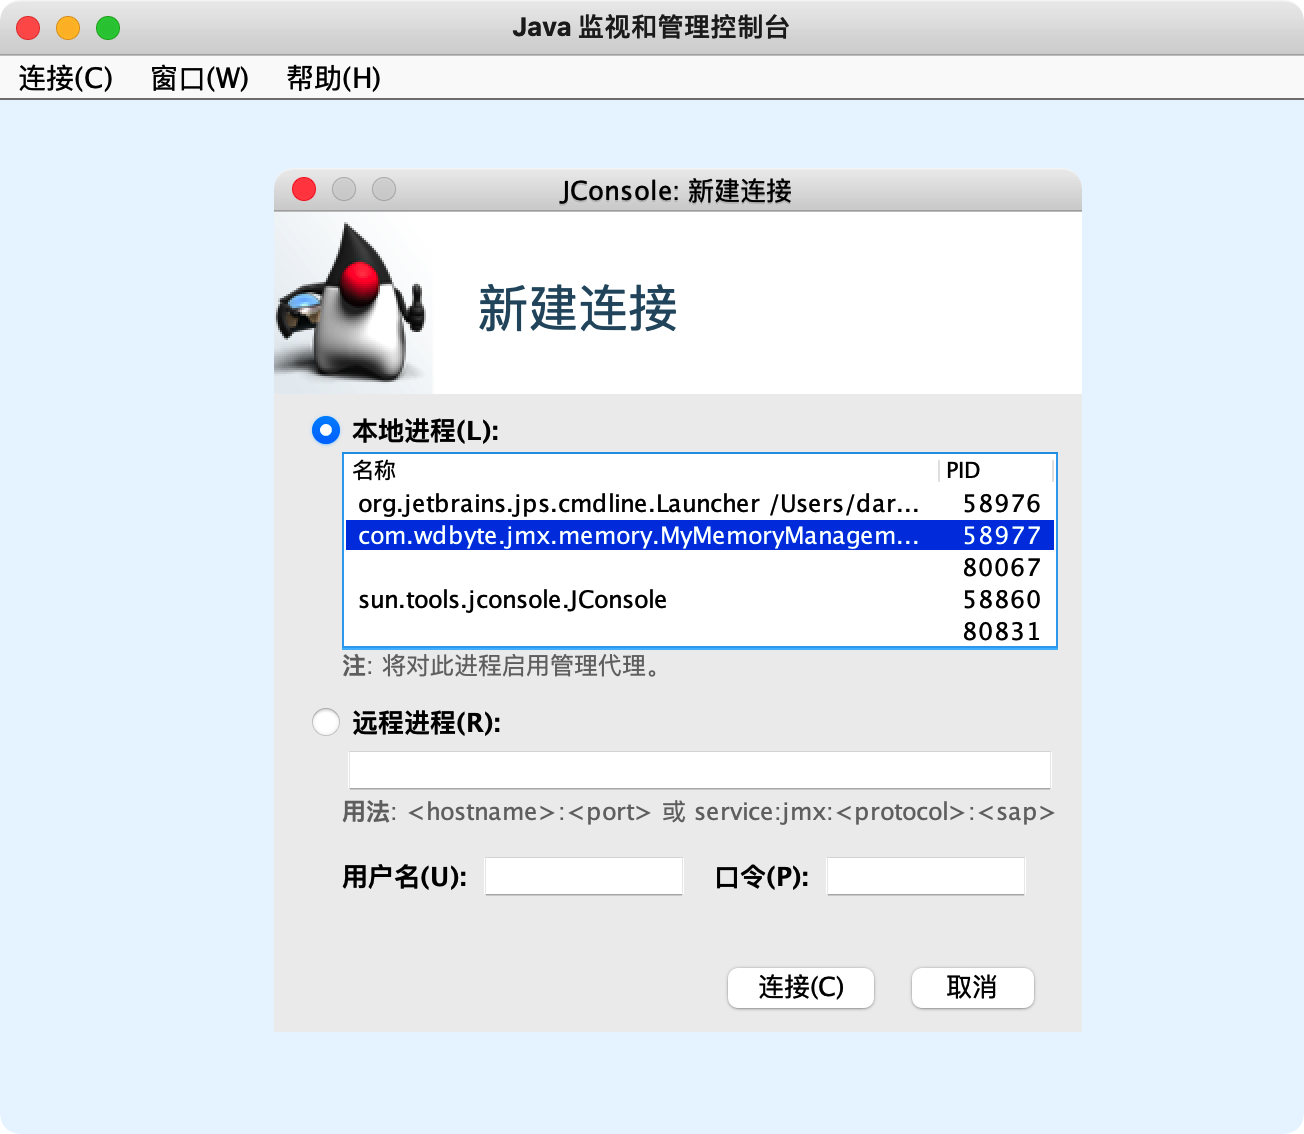 Java 监视和管理控制台
连接(C) 窗口(W) 帮助(H)
JConsole: 新建连接
新建连接
本地进程(L):
名称 PID
org.jetbrains.jps.cmdline.Launcher /Users/dar... 58976
com.wdbyte.jmx.memory.MyMemoryManagem... 58977
80067
sun.tools.jconsole.JConsole 58860
80831
注: 将对此进程启用管理代理。
远程进程(R):
用法: <hostname>:<port> 或 service:jmx:<protocol>:<sap>
用户名(U): 口令(P):
连接(C) 取消